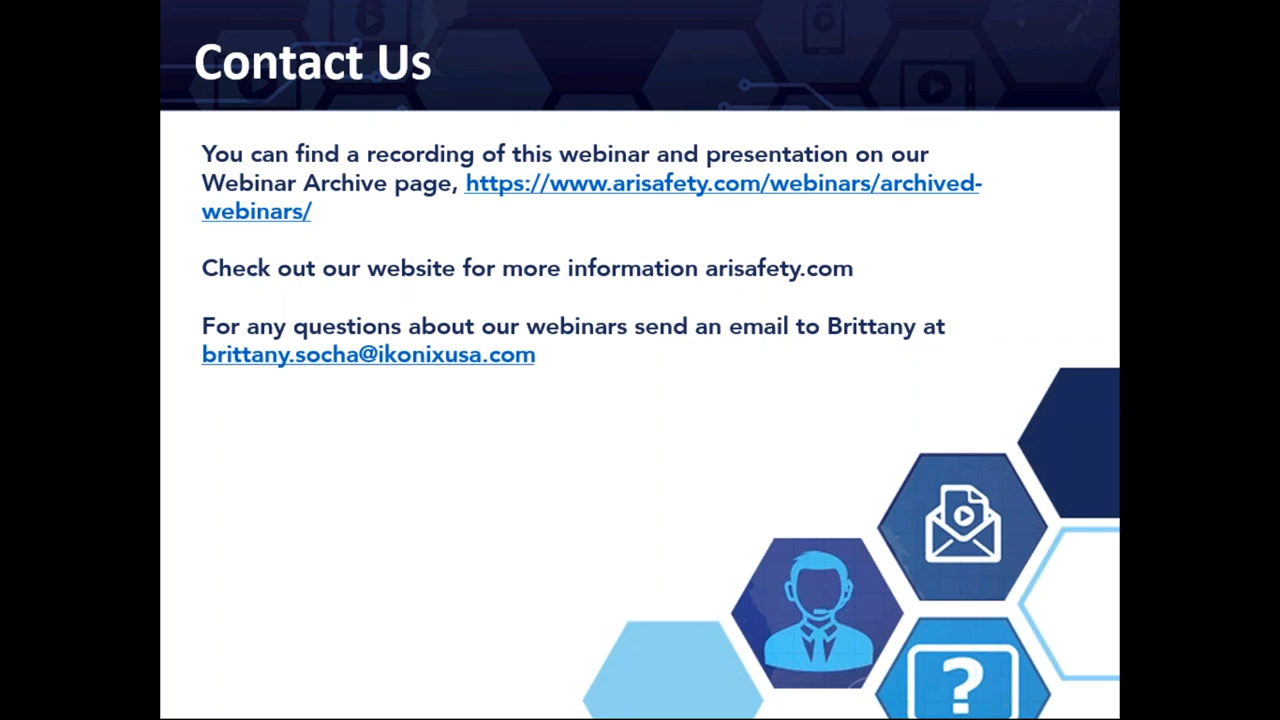 Contact Us
You can find a recording of this webinar and presentation on our
Webinar Archive page, https://www.arisafety.com/webinars/archived-
webinars/
Check out our website for more information arisafety.com
For any questions about our webinars send an email to Brittany at
brittany.socha@ikonixusa.com
?